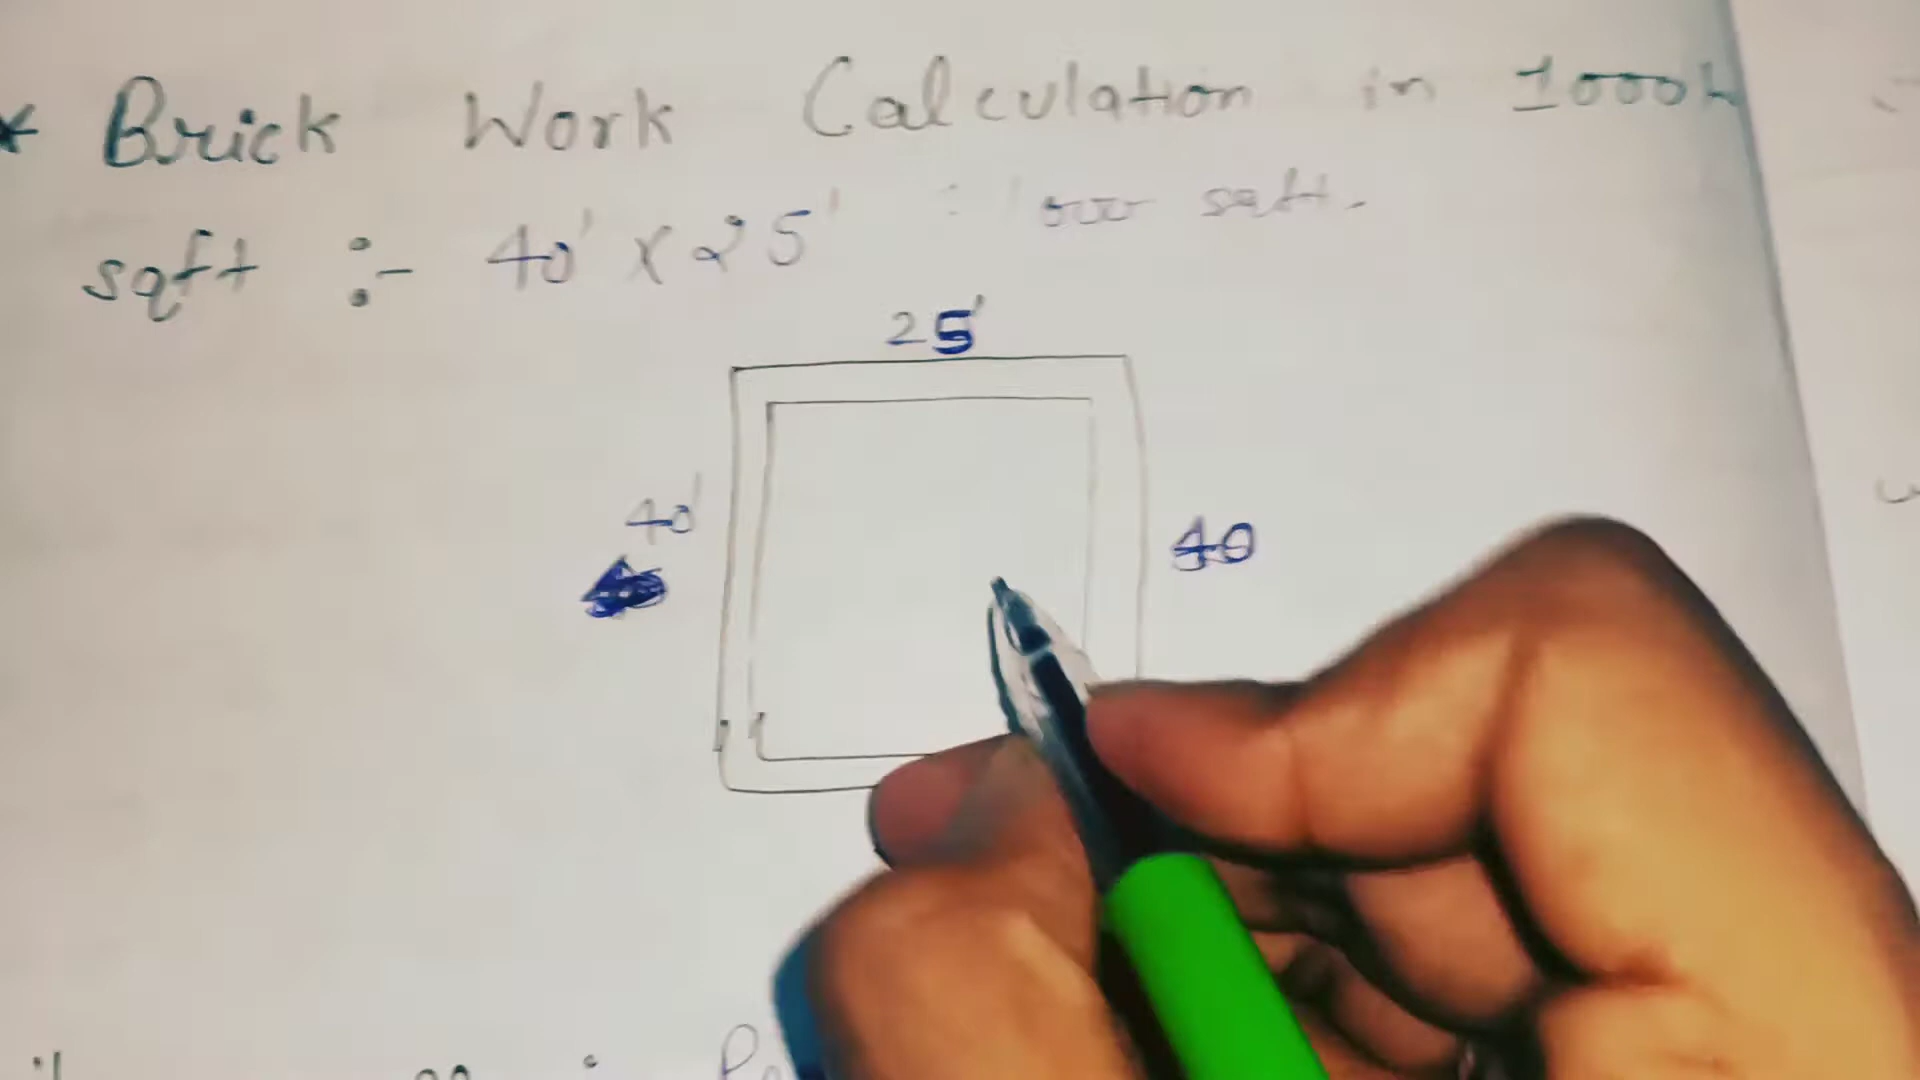 * Brick Work Calculation in 1000
sqft :- 40' x 25' = 1000 sqft.
25'
40'
40